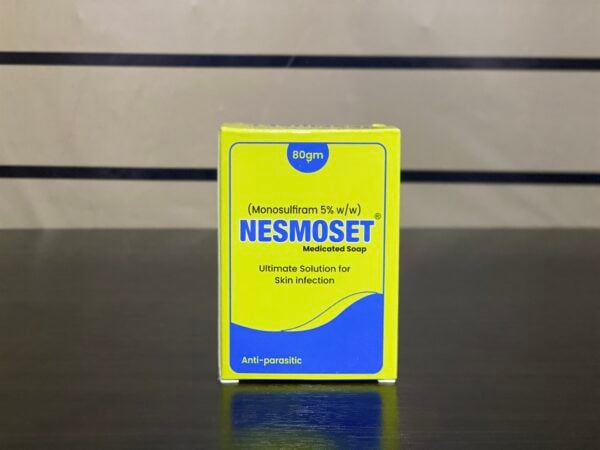 80gm
(Monosulfiram 5% w/w)
NESMOSET®
Medicated Soap
Ultimate Solution for
Skin infection
Anti-parasitic